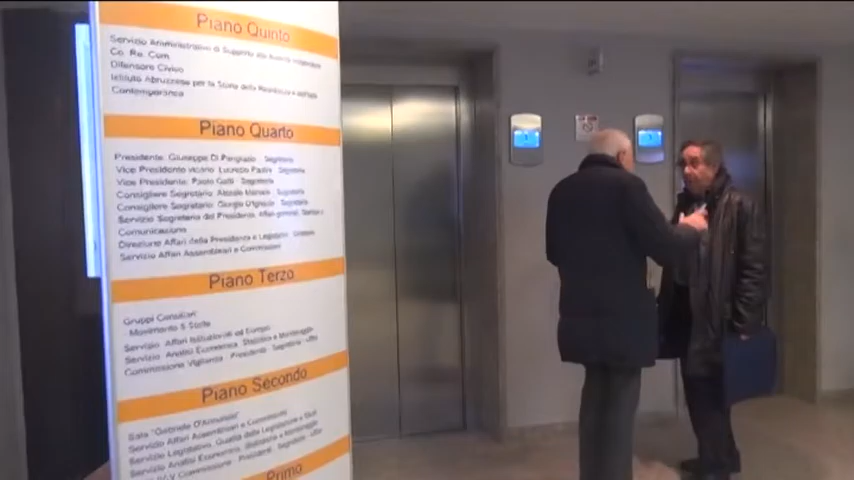 Piano Quinto
Servizio Amministrativo di Supporto alle Autorità Indipendenti
Co.Re.Com.
Difensore Civico
Istituto Abruzzese per la Storia della Resistenza e dell'Italia
Contemporanea
Piano Quarto
Presidente: Giuseppe Di Pangrazio - Segreteria
Vice Presidente vicario: Lucrezio Paolini - Segreteria
Vice Presidente: Paolo Gatti - Segreteria
Consigliere Segretario: Alessio Monaco - Segreteria
Consigliere Segretario: Giorgio D'Ignazio - Segreteria
Servizio Segreteria del Presidente, Affari generali, Stampa e
Comunicazione
Direzione Affari della Presidenza e Legislativi - Direttore
Servizio Affari Assembleari e Commissioni
Piano Terzo
Gruppi Consiliari
Movimento 5 Stelle
Servizio Affari Istituzionali ed Europei
Servizio Analisi Economica, Statistica e Monitoraggio
Commissione Vigilanza - Presidente - Segreteria - Uffici
Piano Secondo
Sala "Gabriele D'Annunzio"
Servizio Affari Assembleari e Commissioni
Servizio Legislativo, Qualità della Legislazione e Studi
Servizio Analisi Economica, Statistica e Monitoraggio
Commissione - Presidente - Segreteria - Uffici
Primo